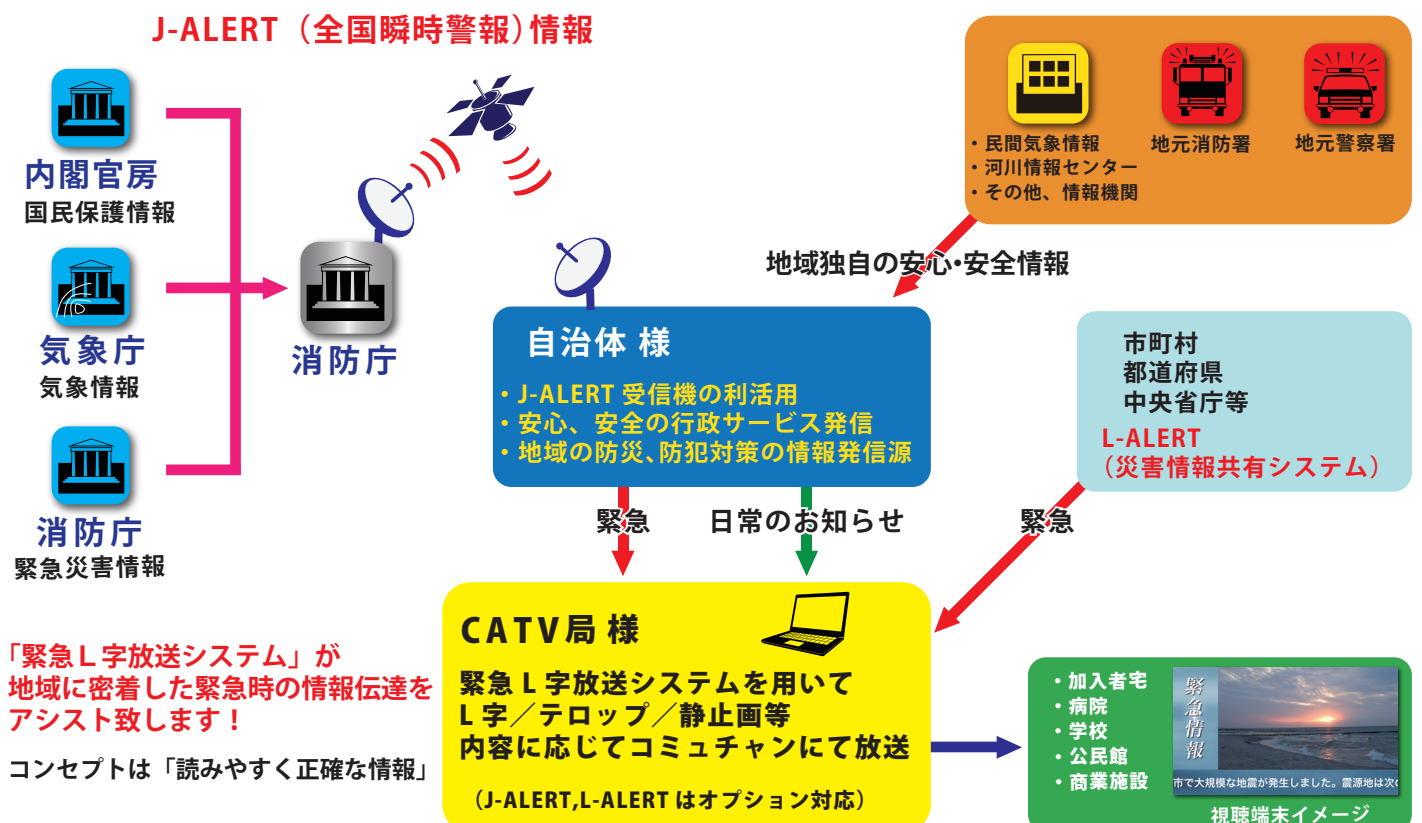 J-ALERT（全国瞬時警報）情報
内閣官房
国民保護情報
気象庁
気象情報
消防庁
緊急災害情報
消防庁
・民間気象情報
・河川情報センター
・その他、情報機関
地元消防署
地元警察署
地域独自の安心・安全情報
自治体 様
・J-ALERT 受信機の利活用
・安心、安全の行政サービス発信
・地域の防災、防犯対策の情報発信源
市町村
都道府県
中央省庁等
L-ALERT
（災害情報共有システム）
緊急
日常のお知らせ
緊急
「緊急Ｌ字放送システム」が
地域に密着した緊急時の情報伝達を
アシスト致します！
コンセプトは「読みやすく正確な情報」
CATV局 様
緊急 L 字放送システムを用いて
L 字／テロップ／静止画等
内容に応じてコミュチャンにて放送
（J-ALERT,L-ALERT はオプション対応）
・加入者宅
・病院
・学校
・公民館
・商業施設
緊急情報
市で大規模な地震が発生しました。震源地は次の
視聴端末イメージ